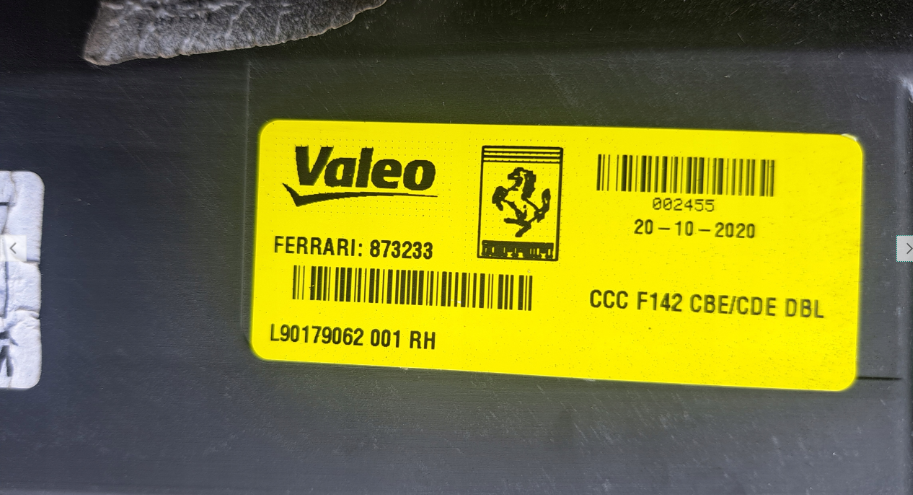 Valeo
FERRARI: 873233
L90179062 001 RH
002455
20-10-2020
CCC F142 CBE/CDE DBL